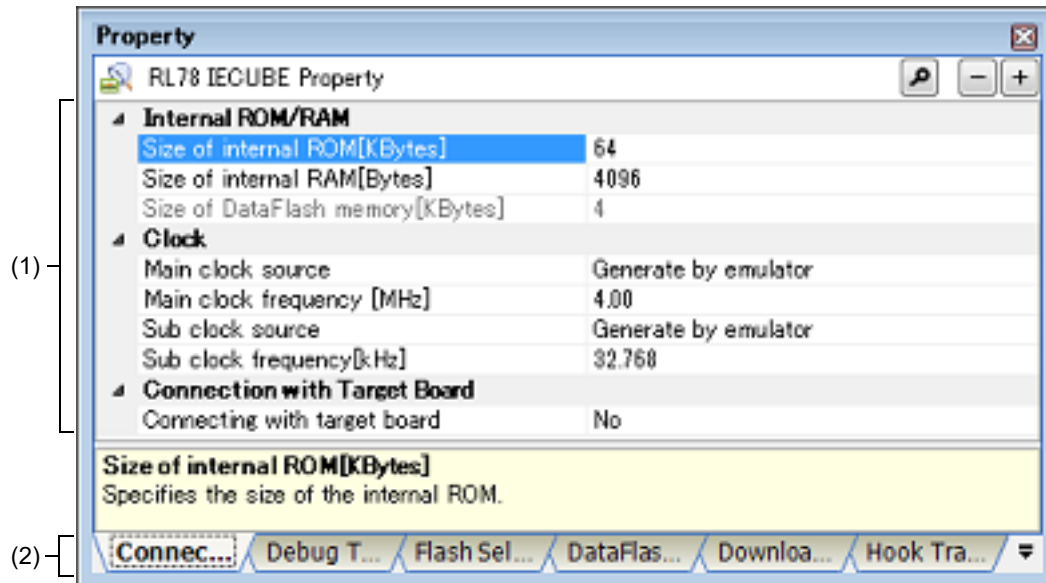 Property
RL78 IECUBE Property
− +
Internal ROM/RAM
Size of internal ROM[KBytes] 64
Size of internal RAM[Bytes] 4096
Size of DataFlash memory[KBytes] 4
Clock
(1)
Main clock source Generate by emulator
Main clock frequency [MHz] 4.00
Sub clock source Generate by emulator
Sub clock frequency[kHz] 32.768
Connection with Target Board
Connecting with target board No
Size of internal ROM[KBytes]
Specifies the size of the internal ROM.
(2)
Connec... Debug T... Flash Sel... DataFlas... Downloa... Hook Tra...